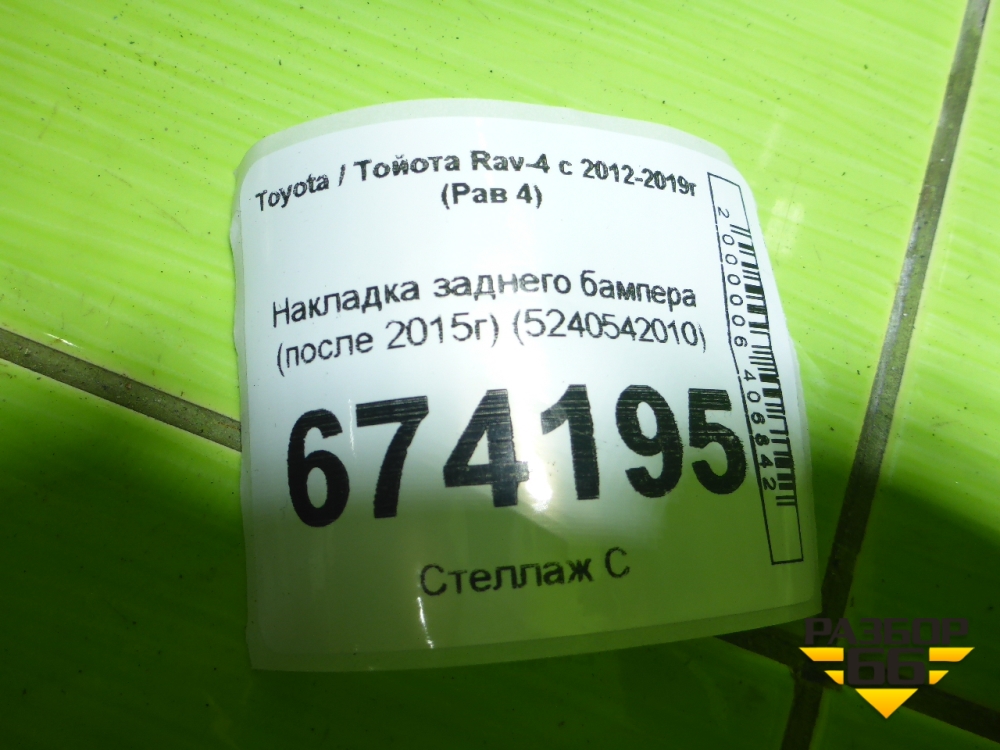 Toyota / Тойота Rav-4 с 2012-2019г
(Рав 4)
Накладка заднего бампера
(после 2015г) (5240542010)
674195
Стеллаж С
2000006406842
РАЗБОР
66